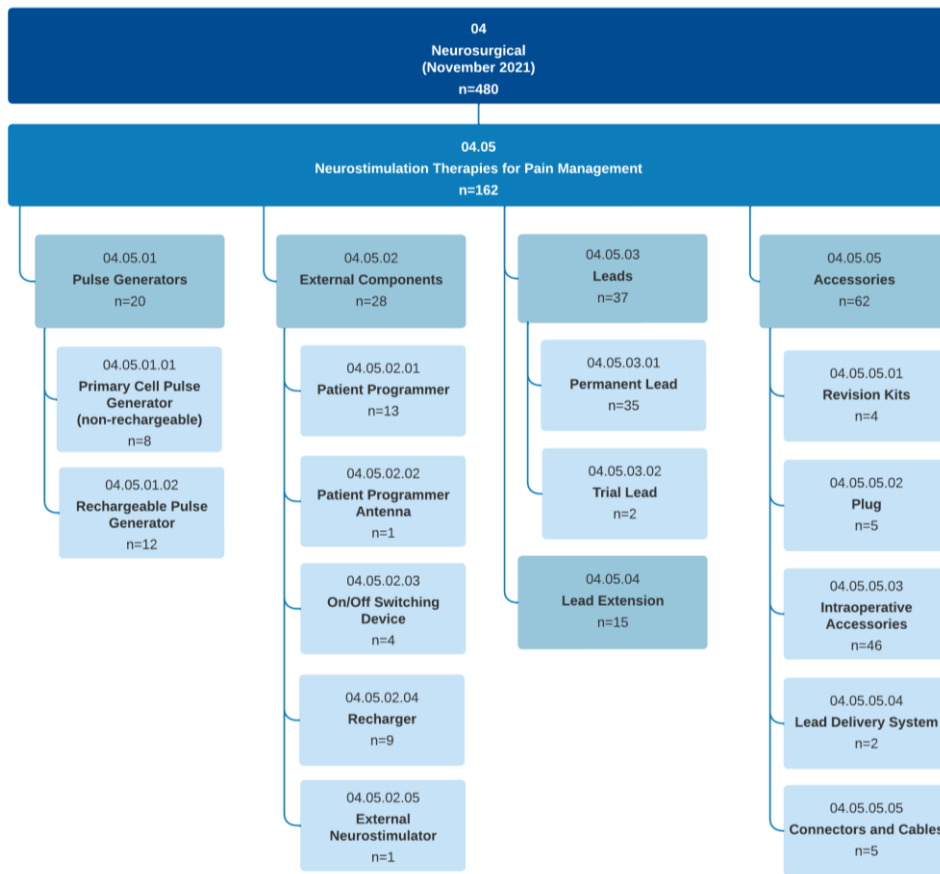 04
Neurosurgical
(November 2021)
n=480
04.05
Neurostimulation Therapies for Pain Management
n=162
04.05.01
Pulse Generators
n=20
04.05.01.01
Primary Cell Pulse
Generator
(non-rechargeable)
n=8
04.05.01.02
Rechargeable Pulse
Generator
n=12
04.05.02
External Components
n=28
04.05.02.01
Patient Programmer
n=13
04.05.02.02
Patient Programmer
Antenna
n=1
04.05.02.03
On/Off Switching
Device
n=4
04.05.02.04
Recharger
n=9
04.05.02.05
External
Neurostimulator
n=1
04.05.03
Leads
n=37
04.05.03.01
Permanent Lead
n=35
04.05.03.02
Trial Lead
n=2
04.05.04
Lead Extension
n=15
04.05.05
Accessories
n=62
04.05.05.01
Revision Kits
n=4
04.05.05.02
Plug
n=5
04.05.05.03
Intraoperative
Accessories
n=46
04.05.05.04
Lead Delivery System
n=2
04.05.05.05
Connectors and Cables
n=5